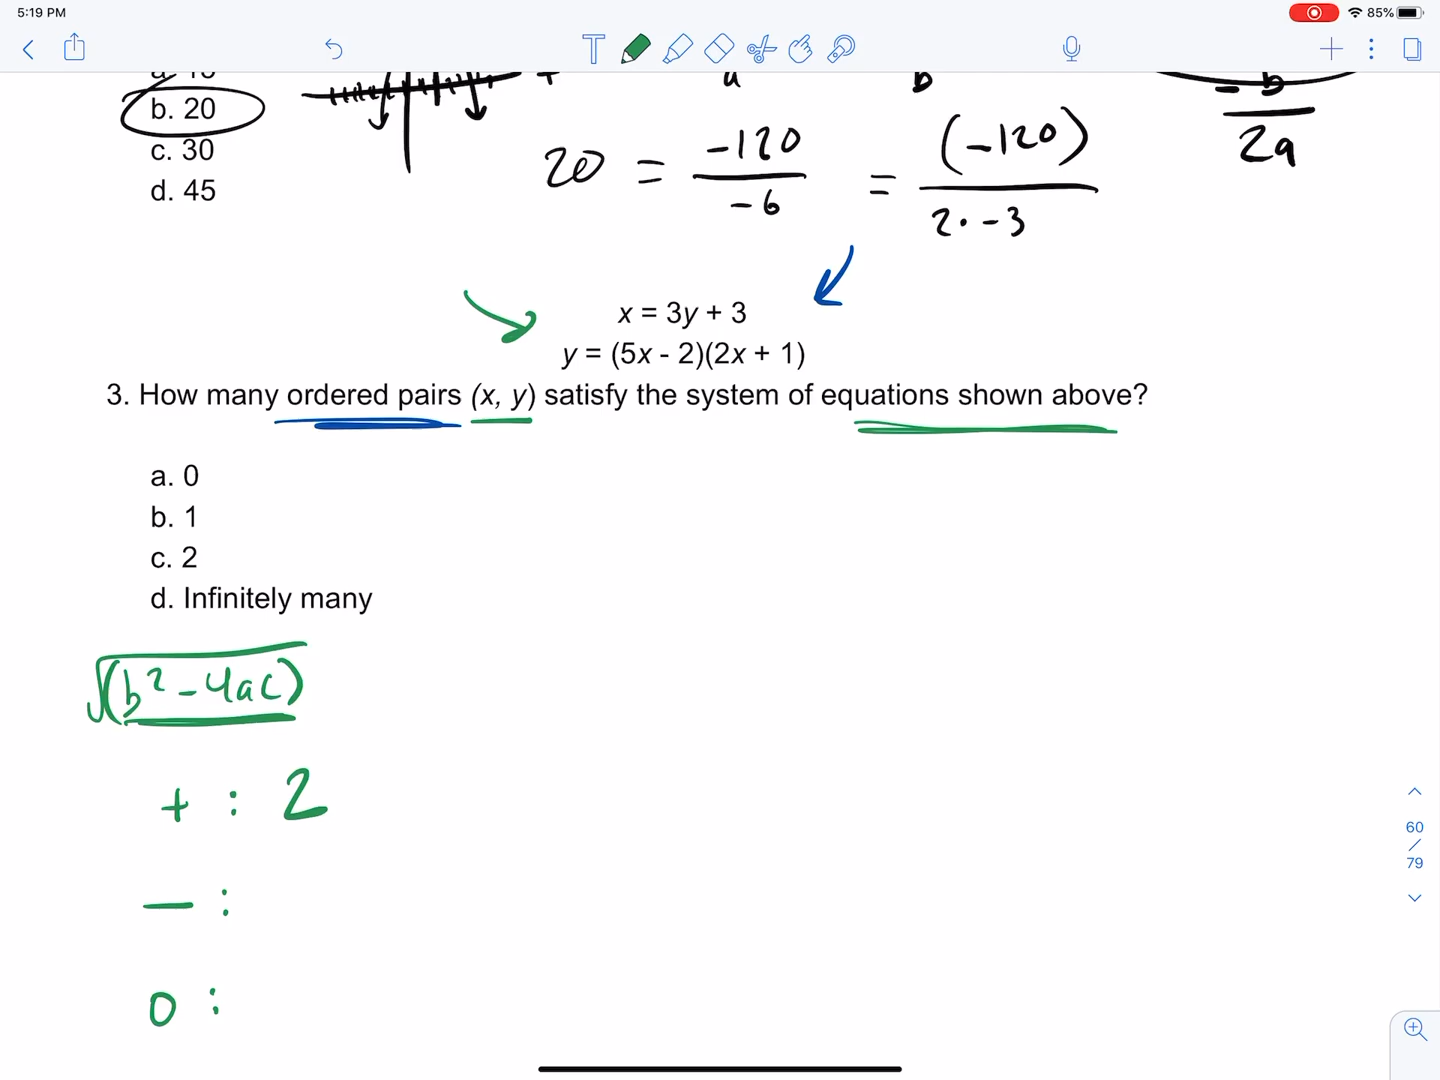 5:19 PM
85%
b. 20
c. 30
d. 45
a
b
- b
2a
20 = -120 / -6 = (-120) / 2 · -3
x = 3y + 3
y = (5x - 2)(2x + 1)
3. How many ordered pairs (x, y) satisfy the system of equations shown above?
a. 0
b. 1
c. 2
d. Infinitely many
√(b² - 4ac)
+ : 2
- :
0 :
60
/
79